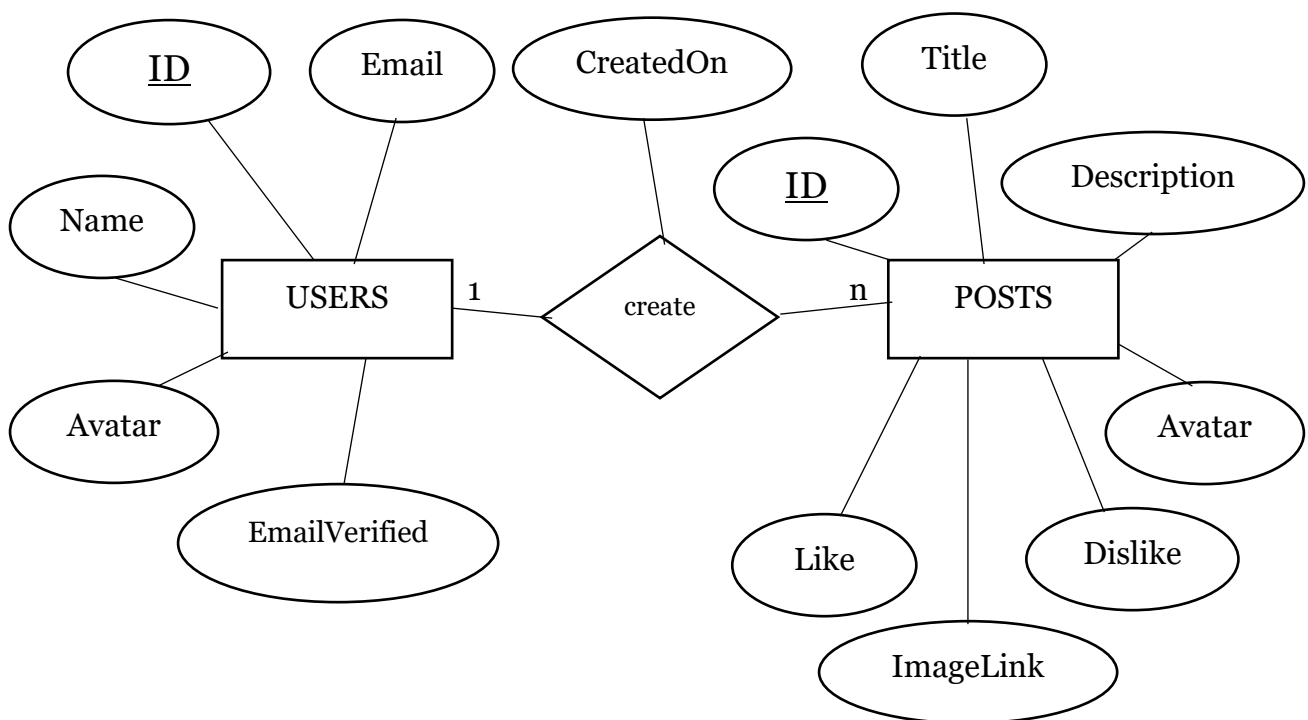 ID
Email
CreatedOn
Title
ID
Description
Name
USERS
1
create
n
POSTS
Avatar
Avatar
EmailVerified
Like
Dislike
ImageLink